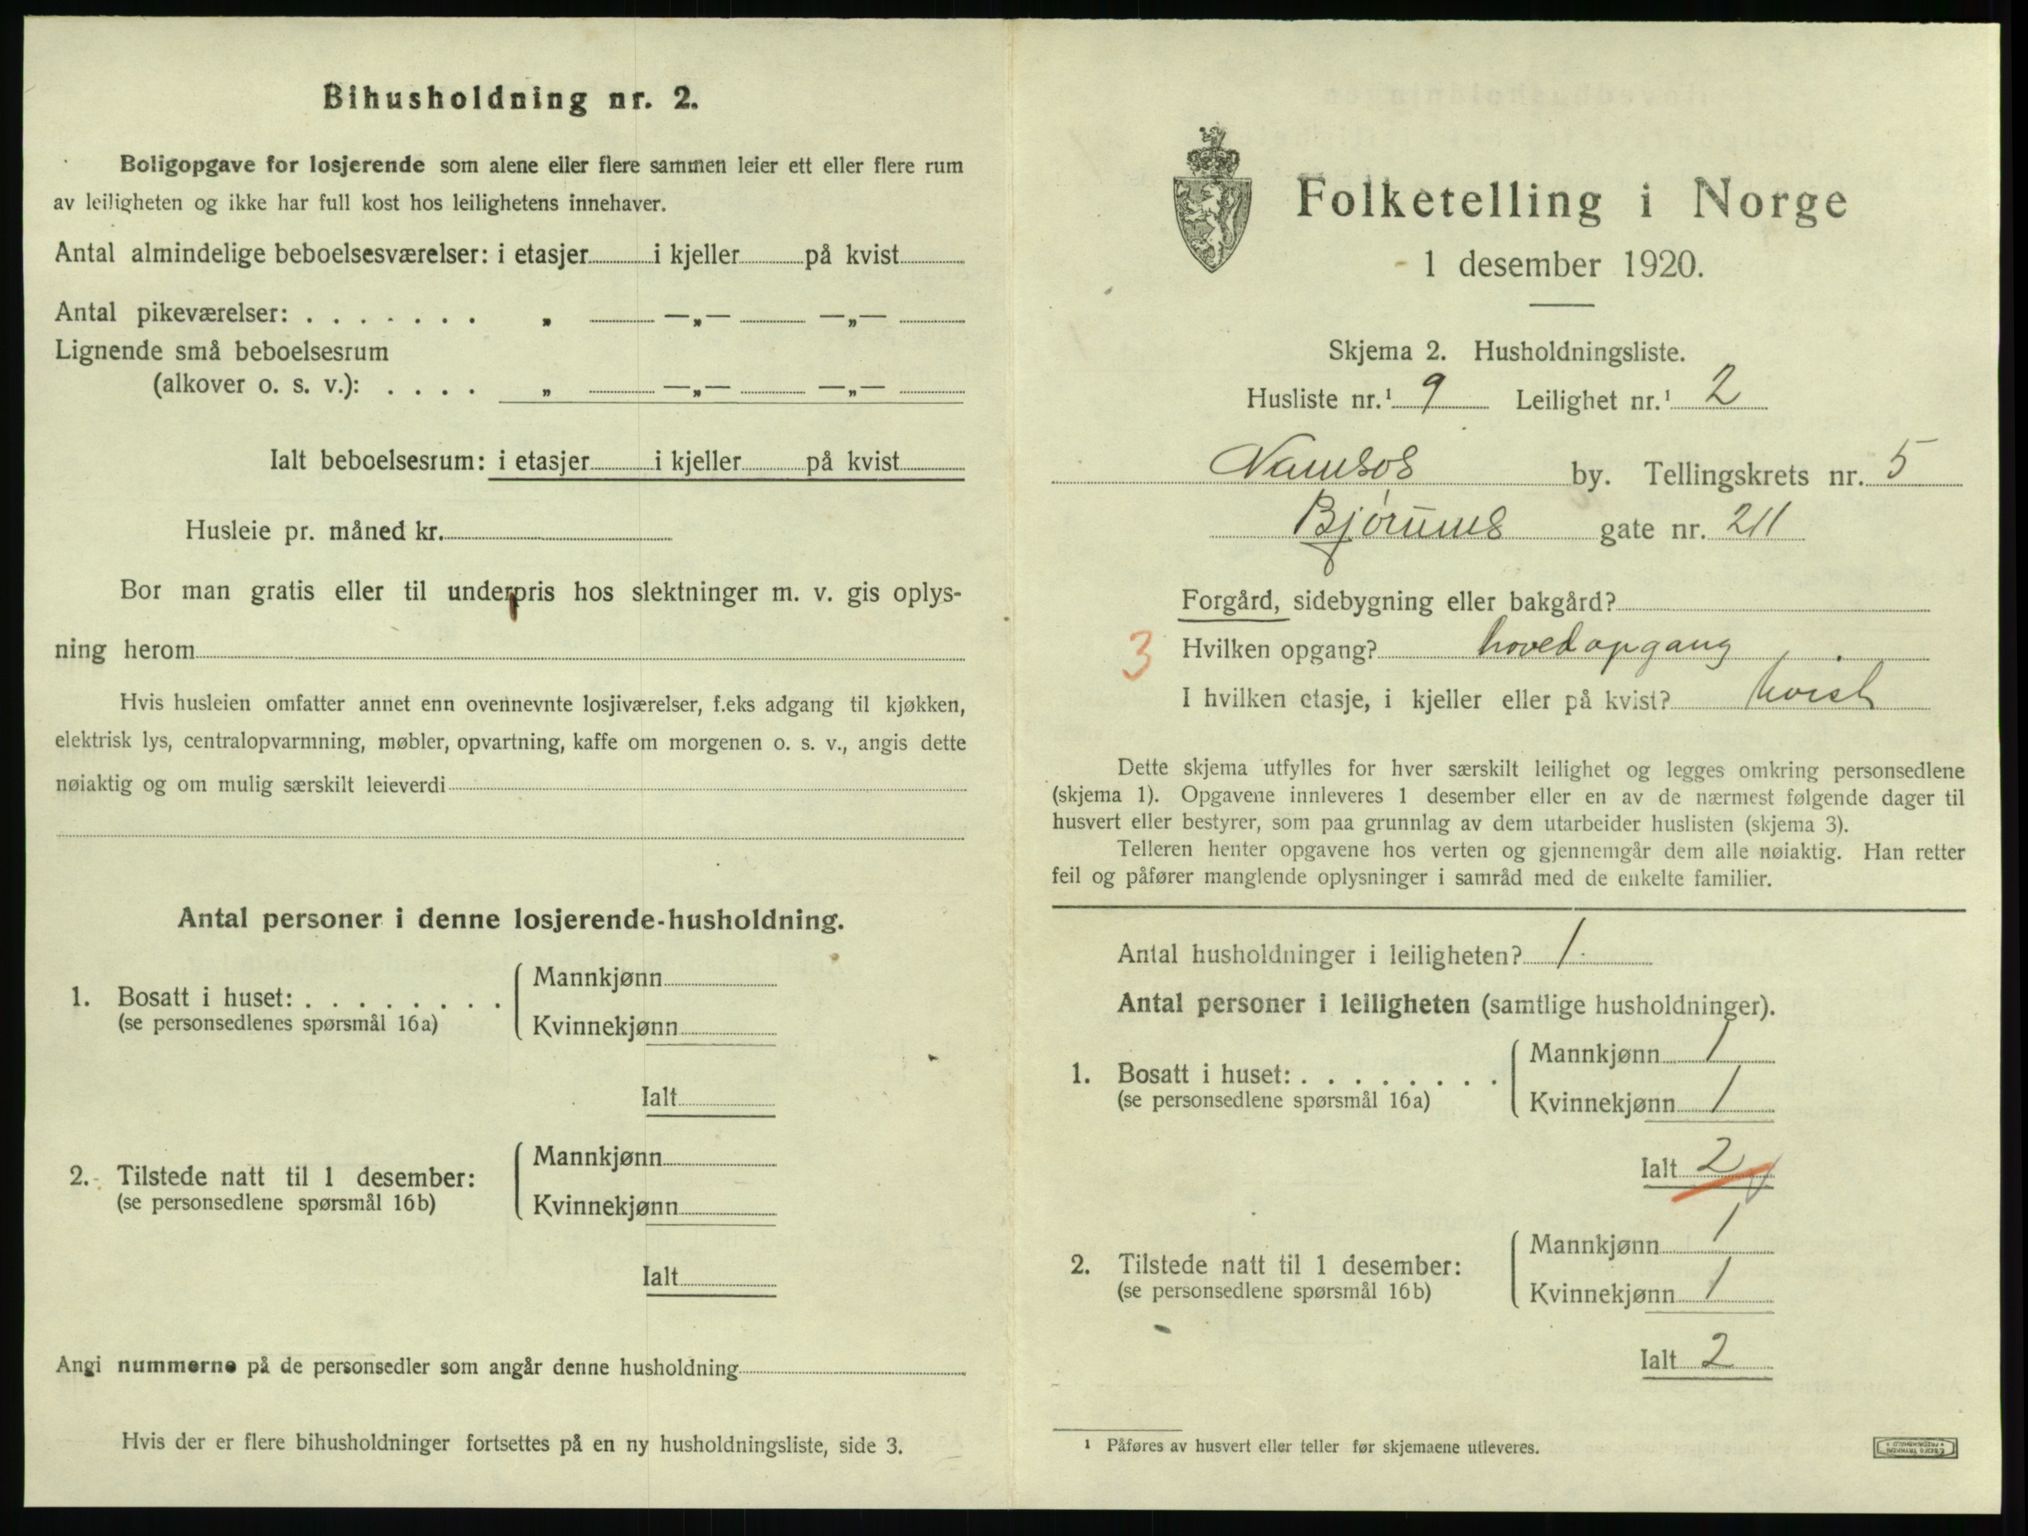 Bihusholdning nr. 2.
Boligopgave for losjerende som alene eller flere sammen leier ett eller flere rum
av leiligheten og ikke har full kost hos leilighetens innehaver.
Antal almindelige beboelsesværelser: i etasjer i kjeller på kvist
Antal pikeværelser: . . . . . . . „ —„— —„—
Lignende små beboelsesrum
(alkover o. s. v.): . . . . „ —„— —„—
Ialt beboelsesrum: i etasjer i kjeller på kvist
Husleie pr. måned kr.
Bor man gratis eller til underpris hos slektninger m. v. gis oplys-
ning herom
Hvis husleien omfatter annet enn ovennevnte losjiværelser, f.eks adgang til kjøkken,
elektrisk lys, centralopvarmning, møbler, opvartning, kaffe om morgenen o. s. v., angis dette
nøiaktig og om mulig særskilt leieverdi
Antal personer i denne losjerende-husholdning.
1. Bosatt i huset: . . . . . . . .
(se personsedlenes spørsmål 16a)
Mannkjønn
Kvinnekjønn
Ialt
2. Tilstede natt til 1 desember:
(se personsedlene spørsmål 16b)
Mannkjønn
Kvinnekjønn
Ialt
Angi nummerne på de personsedler som angår denne husholdning
Hvis der er flere bihusholdninger fortsettes på en ny husholdningsliste, side 3.
Folketelling i Norge
1 desember 1920.
Skjema 2. Husholdningsliste.
Husliste nr.¹ 9 Leilighet nr.¹ 2
Namsos by. Tellingskrets nr. 5
Bjørums gate nr. 211
Forgård, sidebygning eller bakgård?
3 Hvilken opgang? hovedopgang
I hvilken etasje, i kjeller eller på kvist? kvist
Dette skjema utfylles for hver særskilt leilighet og legges omkring personsedlene
(skjema 1). Opgavene innleveres 1 desember eller en av de nærmest følgende dager til
husvert eller bestyrer, som paa grunnlag av dem utarbeider huslisten (skjema 3).
Telleren henter opgavene hos verten og gjennemgår dem alle nøiaktig. Han retter
feil og påfører manglende oplysninger i samråd med de enkelte familier.
Antal husholdninger i leiligheten? 1.
Antal personer i leiligheten (samtlige husholdninger).
1. Bosatt i huset: . . . . . . . .
(se personsedlene spørsmål 16a)
Mannkjønn 1
Kvinnekjønn 1
Ialt 2
2. Tilstede natt til 1 desember:
(se personsedlene spørsmål 16b)
Mannkjønn 1
Kvinnekjønn 1
Ialt 2
¹ Påføres av husvert eller teller før skjemaene utleveres.